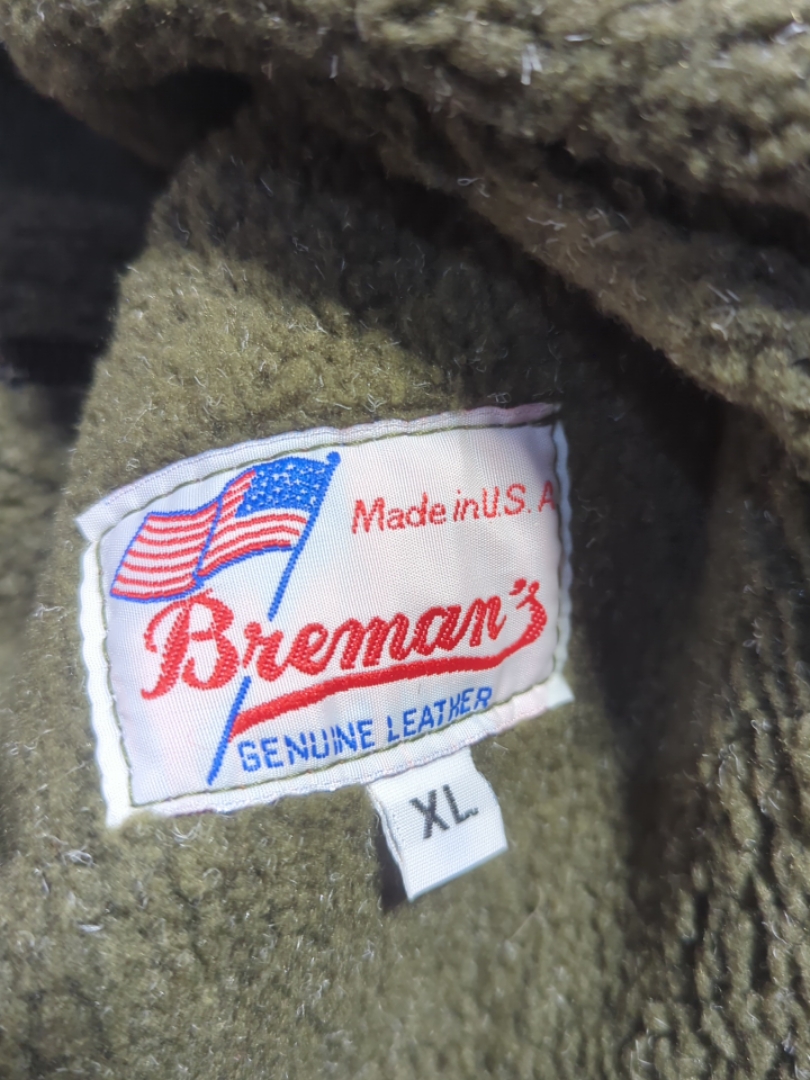 Made in U.S. A
Breman's
GENUINE LEATHER
XL